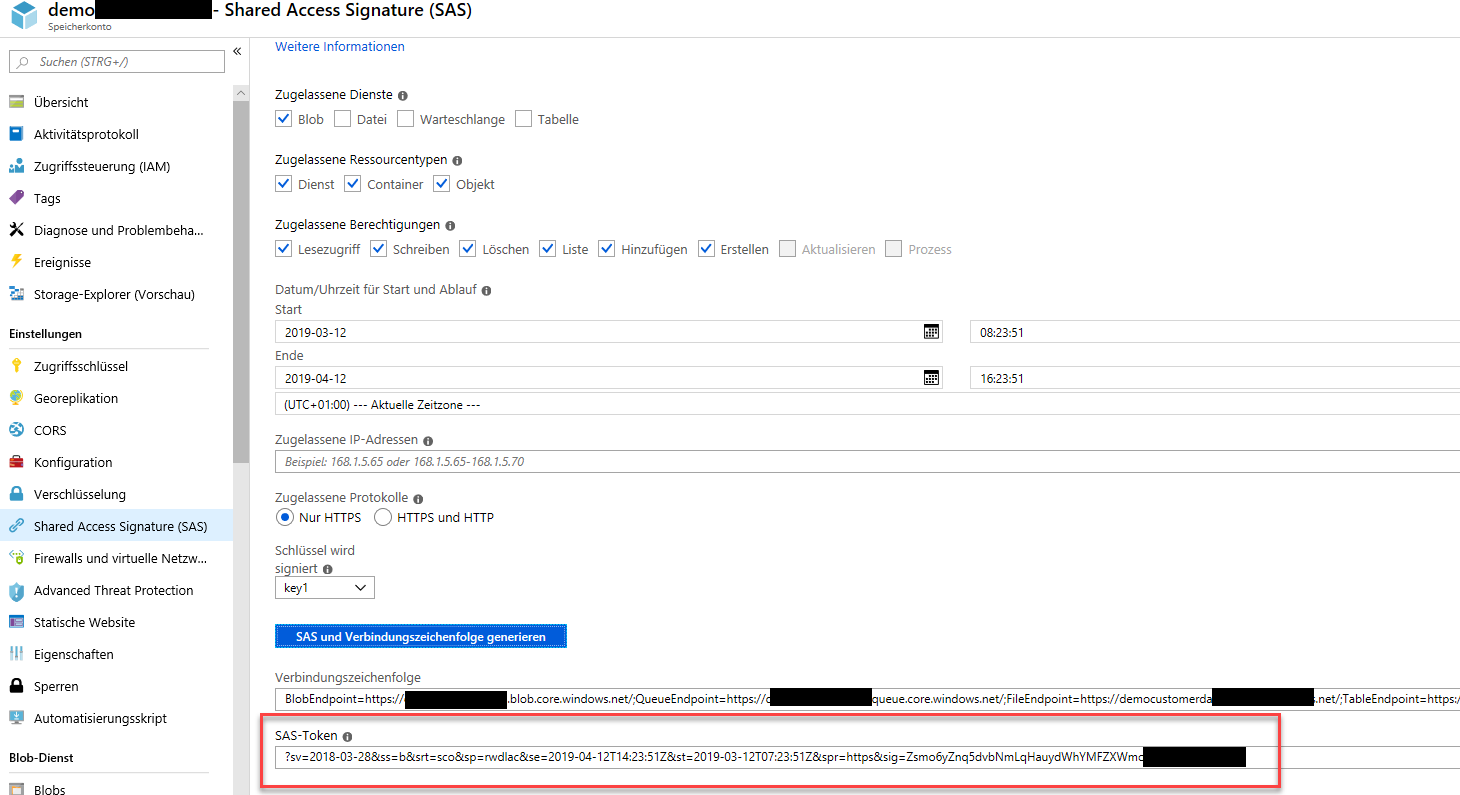 demo - Shared Access Signature (SAS)
Speicherkonto
Suchen (STRG+/)
«
Übersicht
Aktivitätsprotokoll
Zugriffssteuerung (IAM)
Tags
Diagnose und Problembeha...
Ereignisse
Storage-Explorer (Vorschau)
Einstellungen
Zugriffsschlüssel
Georeplikation
CORS
Konfiguration
Verschlüsselung
Shared Access Signature (SAS)
Firewalls und virtuelle Netzw...
Advanced Threat Protection
Statische Website
Eigenschaften
Sperren
Automatisierungsskript
Blob-Dienst
Blobs
Weitere Informationen
Zugelassene Dienste
Blob Datei Warteschlange Tabelle
Zugelassene Ressourcentypen
Dienst Container Objekt
Zugelassene Berechtigungen
Lesezugriff Schreiben Löschen Liste Hinzufügen Erstellen Aktualisieren Prozess
Datum/Uhrzeit für Start und Ablauf
Start
2019-03-12 08:23:51
Ende
2019-04-12 16:23:51
(UTC+01:00) --- Aktuelle Zeitzone ---
Zugelassene IP-Adressen
Beispiel: 168.1.5.65 oder 168.1.5.65-168.1.5.70
Zugelassene Protokolle
Nur HTTPS HTTPS und HTTP
Schlüssel wird
signiert
key1
SAS und Verbindungszeichenfolge generieren
Verbindungszeichenfolge
BlobEndpoint=https:// .blob.core.windows.net/;QueueEndpoint=https://d queue.core.windows.net/;FileEndpoint=https://democustomerda s.net/;TableEndpoint=https:/
SAS-Token
?sv=2018-03-28&ss=b&srt=sco&sp=rwdlac&se=2019-04-12T14:23:51Z&st=2019-03-12T07:23:51Z&spr=https&sig=Zsmo6yZnq5dvbNmLqHauydWhYMFZXWmc